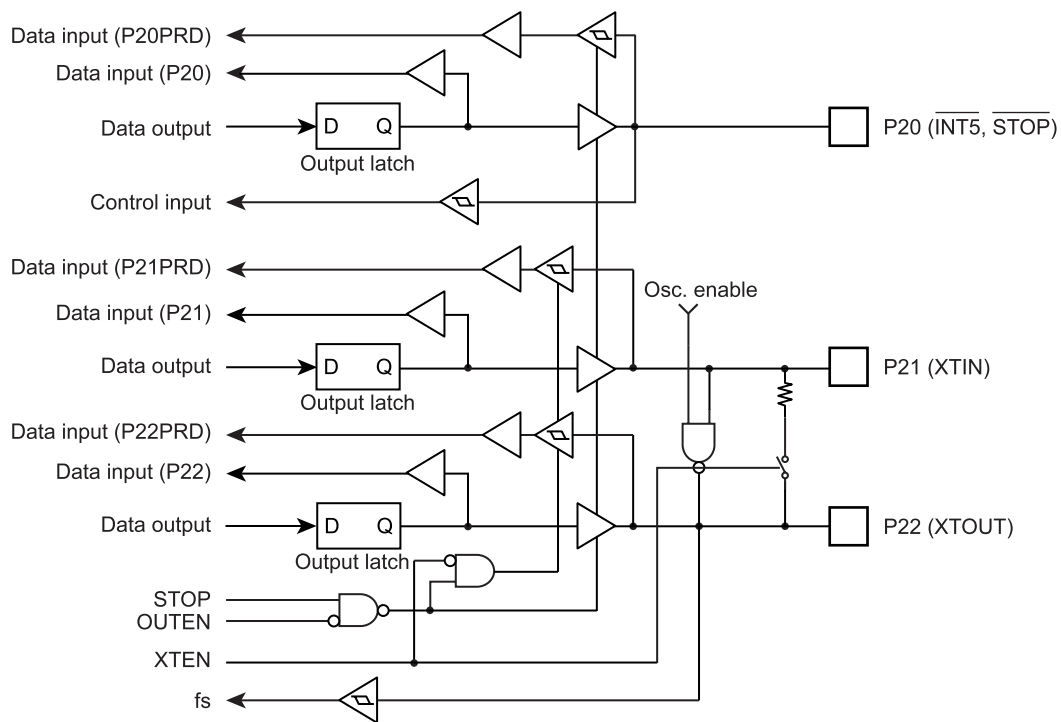 Data input (P20PRD)
Data input (P20)
Data output
D Q
Output latch
P20 (INT5, STOP)
Control input
Data input (P21PRD)
Osc. enable
Data input (P21)
Data output
D Q
Output latch
P21 (XTIN)
Data input (P22PRD)
Data input (P22)
Data output
D Q
Output latch
P22 (XTOUT)
STOP
OUTEN
XTEN
fs